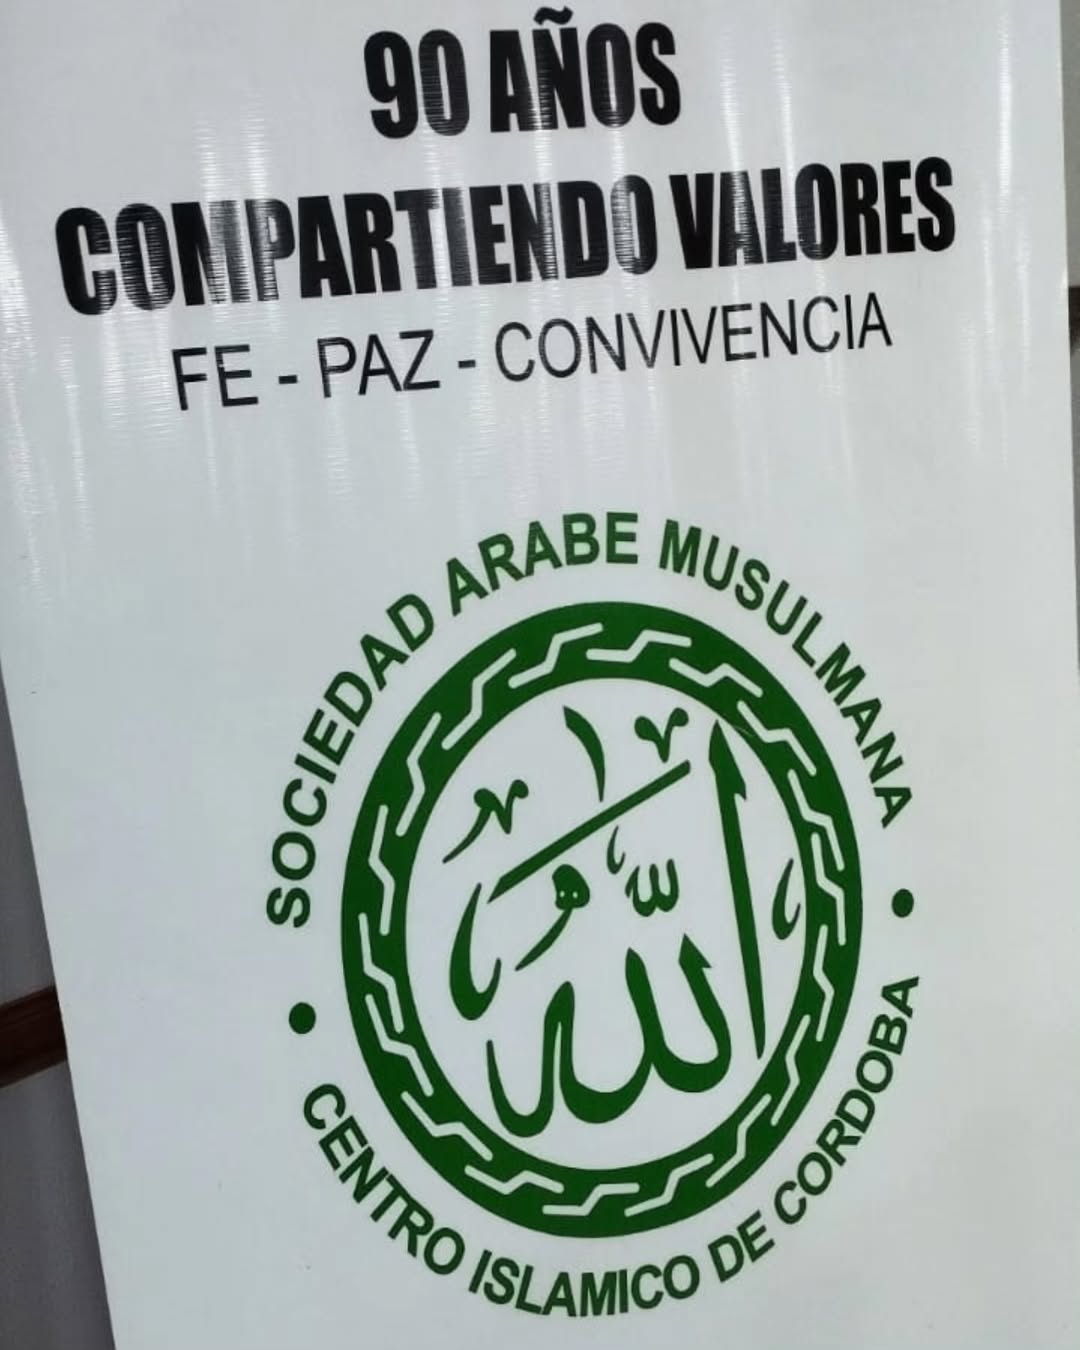 90 AÑOS
COMPARTIENDO VALORES
FE - PAZ - CONVIVENCIA
SOCIEDAD ARABE MUSULMANA
الله
CENTRO ISLAMICO DE CORDOBA